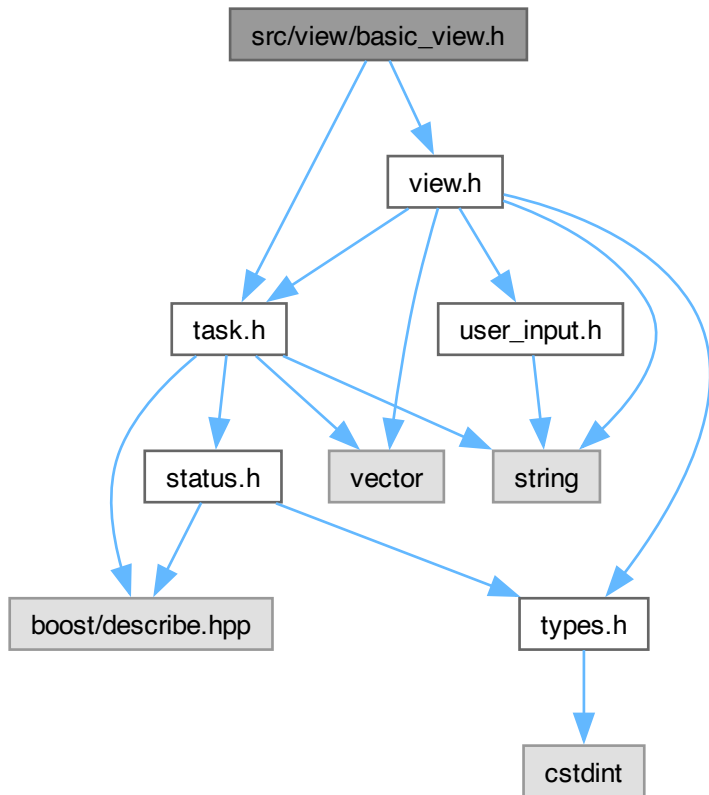 src/view/basic_view.h
view.h
task.h
user_input.h
status.h
vector
string
boost/describe.hpp
types.h
cstdint